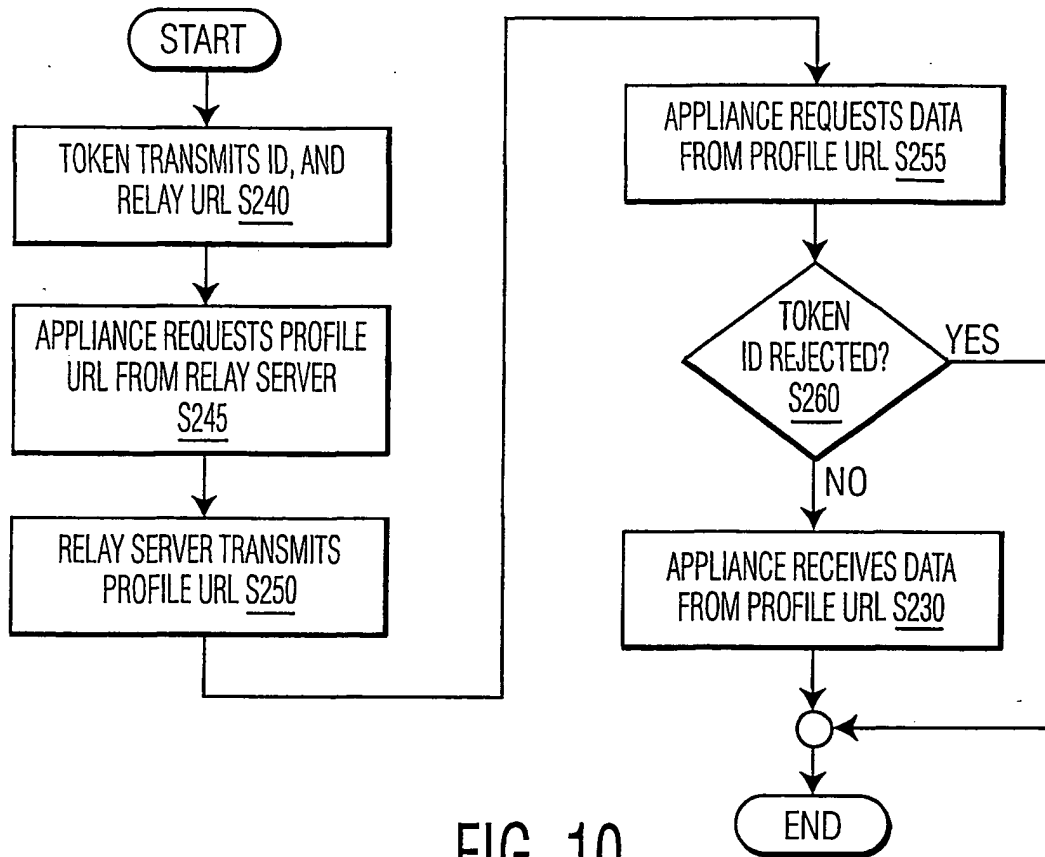 START
TOKEN TRANSMITS ID, AND
RELAY URL S240
APPLIANCE REQUESTS PROFILE
URL FROM RELAY SERVER
S245
RELAY SERVER TRANSMITS
PROFILE URL S250
APPLIANCE REQUESTS DATA
FROM PROFILE URL S255
TOKEN
ID REJECTED?
S260
YES
NO
APPLIANCE RECEIVES DATA
FROM PROFILE URL S230
END
FIG. 10